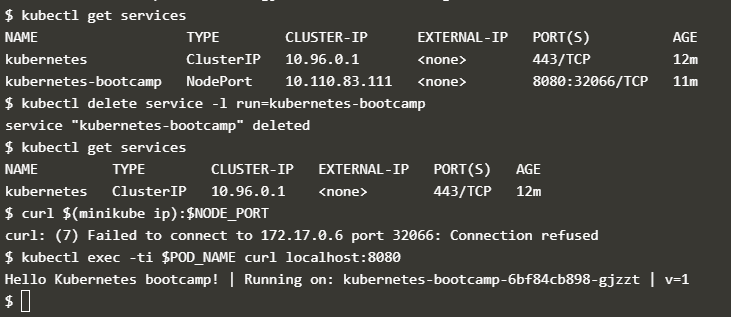 $ kubectl get services
NAME TYPE CLUSTER-IP EXTERNAL-IP PORT(S) AGE
kubernetes ClusterIP 10.96.0.1 <none> 443/TCP 12m
kubernetes-bootcamp NodePort 10.110.83.111 <none> 8080:32066/TCP 11m
$ kubectl delete service -l run=kubernetes-bootcamp
service "kubernetes-bootcamp" deleted
$ kubectl get services
NAME TYPE CLUSTER-IP EXTERNAL-IP PORT(S) AGE
kubernetes ClusterIP 10.96.0.1 <none> 443/TCP 12m
$ curl $(minikube ip):$NODE_PORT
curl: (7) Failed to connect to 172.17.0.6 port 32066: Connection refused
$ kubectl exec -ti $POD_NAME curl localhost:8080
Hello Kubernetes bootcamp! | Running on: kubernetes-bootcamp-6bf84cb898-gjzzt | v=1
$